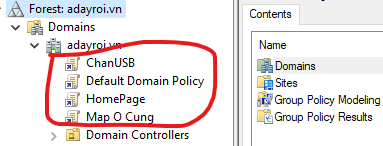 Forest: adayroi.vn
Domains
adayroi.vn
ChanUSB
Default Domain Policy
HomePage
Map O Cung
Domain Controllers
Contents
Name
Domains
Sites
Group Policy Modeling
Group Policy Results